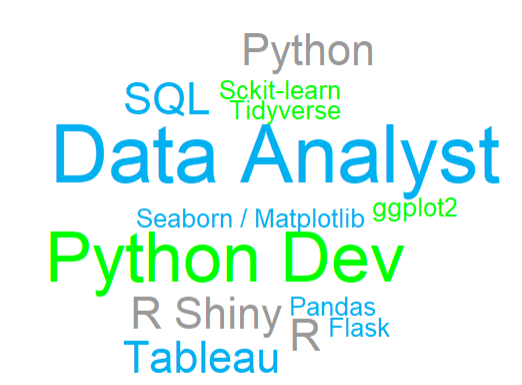 Python
SQL
Sckit-learn
Tidyverse
Data Analyst
Seaborn / Matplotlib
ggplot2
Python Dev
R Shiny
Pandas
R
Flask
Tableau